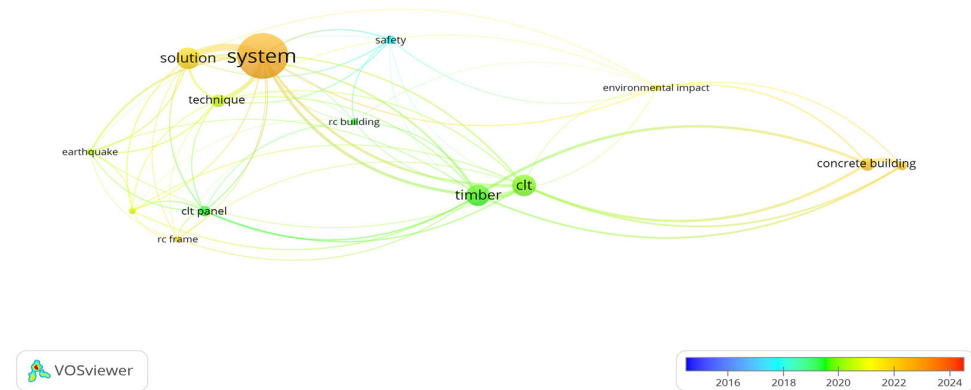 safety
solution
system
environmental impact
technique
rc building
earthquake
concrete building
clt
timber
clt panel
rc frame
VOSviewer
2016 2018 2020 2022 2024